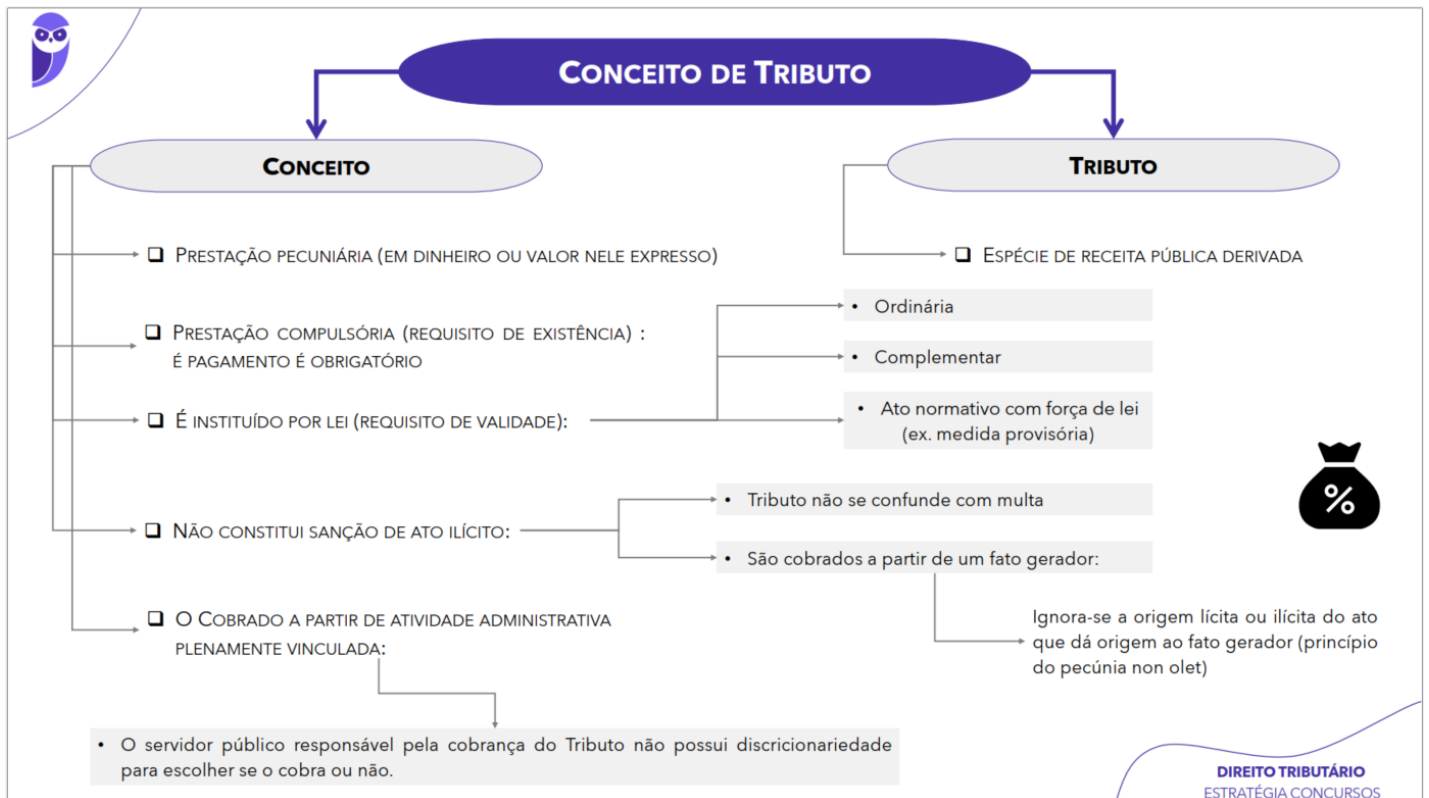 CONCEITO DE TRIBUTO
CONCEITO
PRESTAÇÃO PECUNIÁRIA (EM DINHEIRO OU VALOR NELE EXPRESSO)
PRESTAÇÃO COMPULSÓRIA (REQUISITO DE EXISTÊNCIA) :
É PAGAMENTO É OBRIGATÓRIO
É INSTITUÍDO POR LEI (REQUISITO DE VALIDADE):
• Ordinária
• Complementar
• Ato normativo com força de lei
(ex. medida provisória)
NÃO CONSTITUI SANÇÃO DE ATO ILÍCITO:
• Tributo não se confunde com multa
• São cobrados a partir de um fato gerador:
Ignora-se a origem lícita ou ilícita do ato
que dá origem ao fato gerador (princípio
do pecúnia non olet)
O COBRADO A PARTIR DE ATIVIDADE ADMINISTRATIVA
PLENAMENTE VINCULADA:
• O servidor público responsável pela cobrança do Tributo não possui discricionariedade
para escolher se o cobra ou não.
TRIBUTO
ESPÉCIE DE RECEITA PÚBLICA DERIVADA
%
DIREITO TRIBUTÁRIO
ESTRATÉGIA CONCURSOS